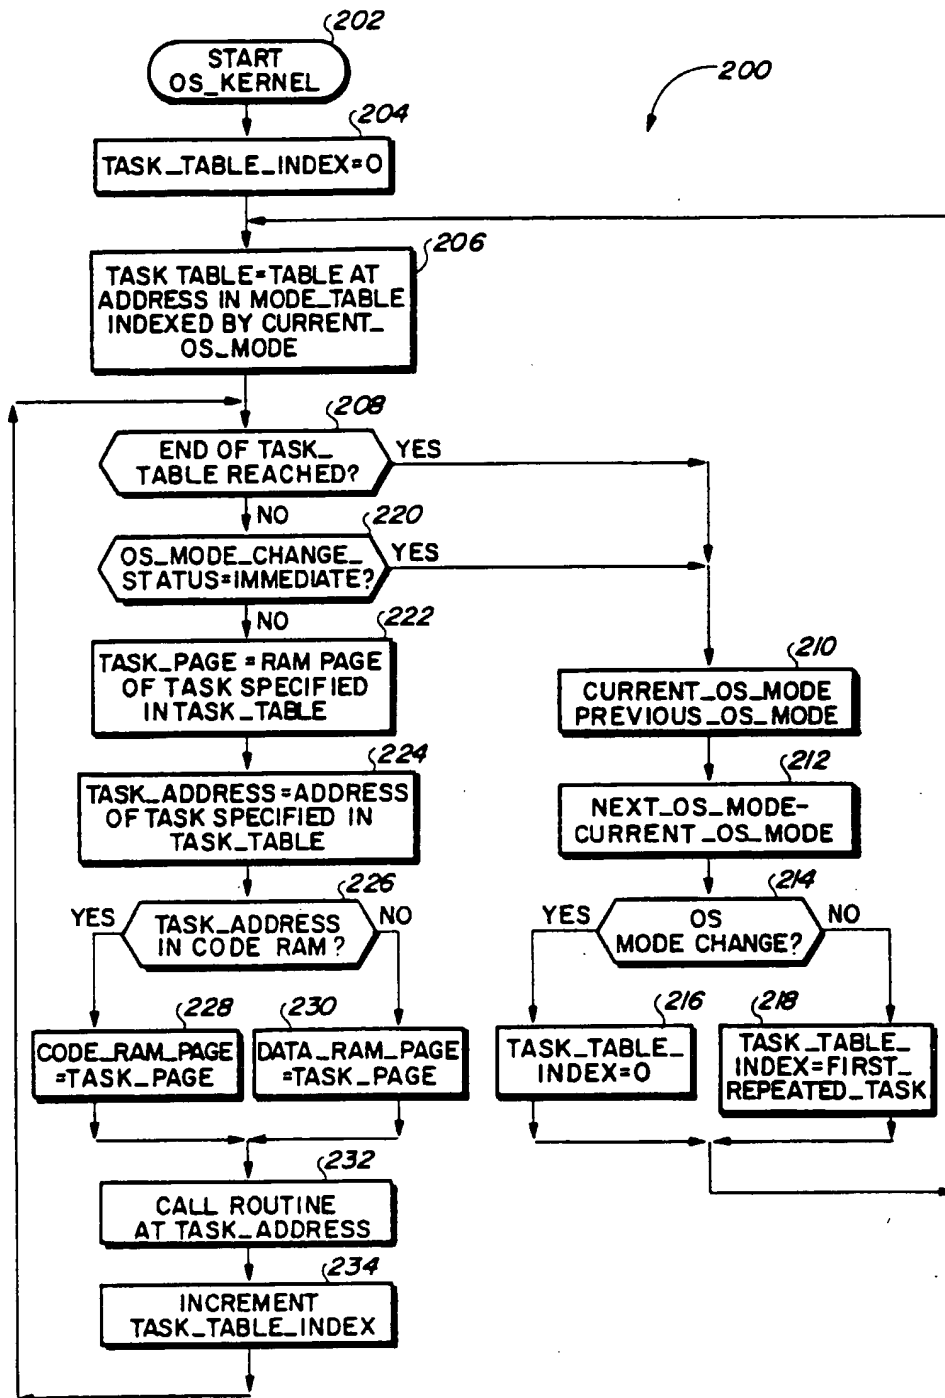 202
START
OS_KERNEL
200
204
TASK_TABLE_INDEX=0
206
TASK TABLE=TABLE AT
ADDRESS IN MODE_TABLE
INDEXED BY CURRENT_
OS_MODE
208
END OF TASK_
TABLE REACHED?
YES
NO
220
OS_MODE_CHANGE_
STATUS=IMMEDIATE?
YES
NO
222
TASK_PAGE=RAM PAGE
OF TASK SPECIFIED
IN TASK_TABLE
224
TASK_ADDRESS=ADDRESS
OF TASK SPECIFIED IN
TASK_TABLE
226
YES
TASK_ADDRESS
IN CODE RAM?
NO
228
CODE_RAM_PAGE
=TASK_PAGE
230
DATA_RAM_PAGE
=TASK_PAGE
232
CALL ROUTINE
AT TASK_ADDRESS
234
INCREMENT
TASK_TABLE_INDEX
210
CURRENT_OS_MODE
PREVIOUS_OS_MODE
212
NEXT_OS_MODE-
CURRENT_OS_MODE
214
YES
OS
MODE CHANGE?
NO
216
TASK_TABLE_
INDEX=0
218
TASK_TABLE_
INDEX=FIRST_
REPEATED_TASK